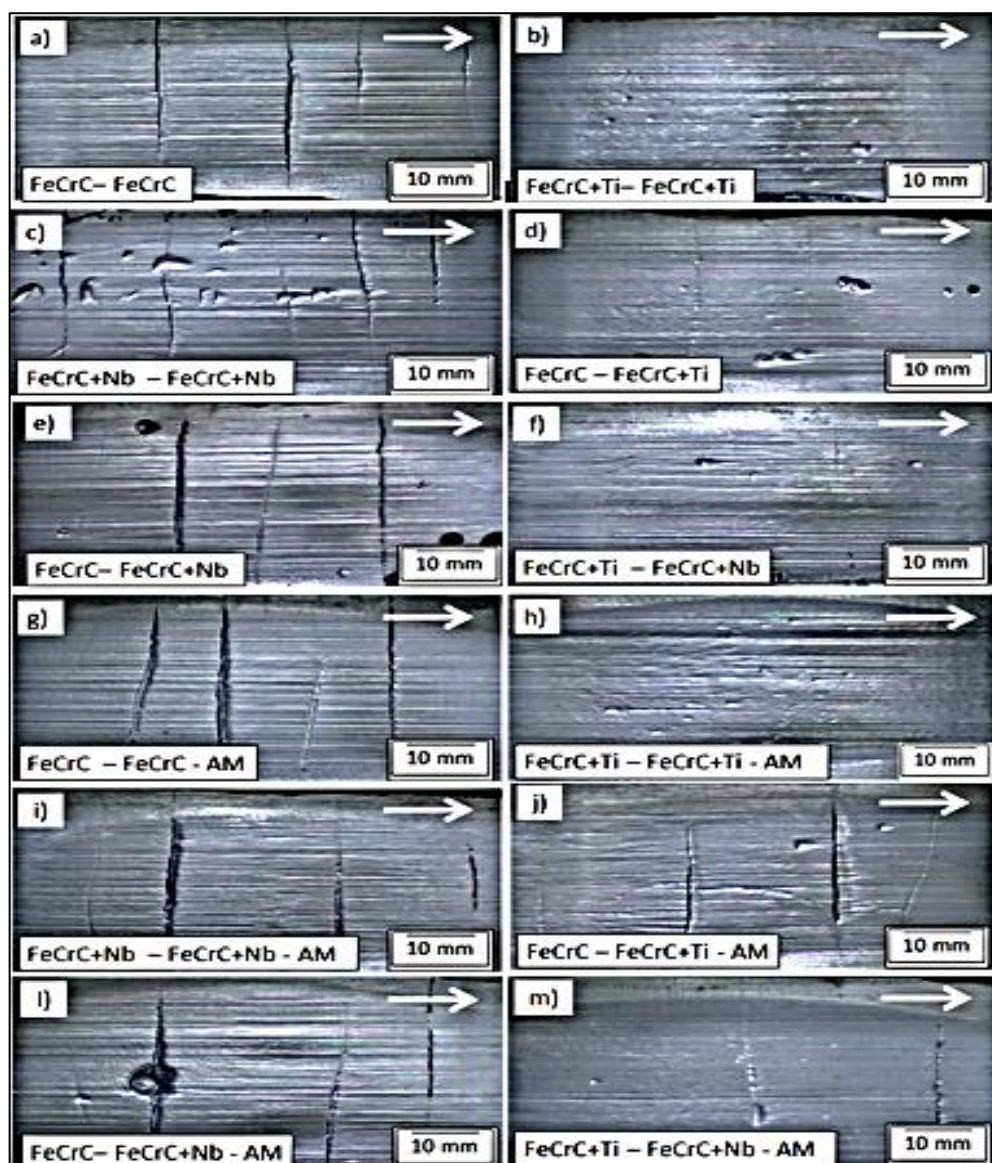 a)
10 mm
FeCrC– FeCrC
b)
10 mm
FeCrC+Ti– FeCrC+Ti
c)
10 mm
FeCrC+Nb – FeCrC+Nb
d)
10 mm
FeCrC – FeCrC+Ti
e)
10 mm
FeCrC– FeCrC+Nb
f)
10 mm
FeCrC+Ti – FeCrC+Nb
g)
10 mm
FeCrC – FeCrC - AM
h)
10 mm
FeCrC+Ti – FeCrC+Ti - AM
i)
10 mm
FeCrC+Nb – FeCrC+Nb - AM
j)
10 mm
FeCrC – FeCrC+Ti - AM
l)
10 mm
FeCrC– FeCrC+Nb - AM
m)
10 mm
FeCrC+Ti – FeCrC+Nb - AM